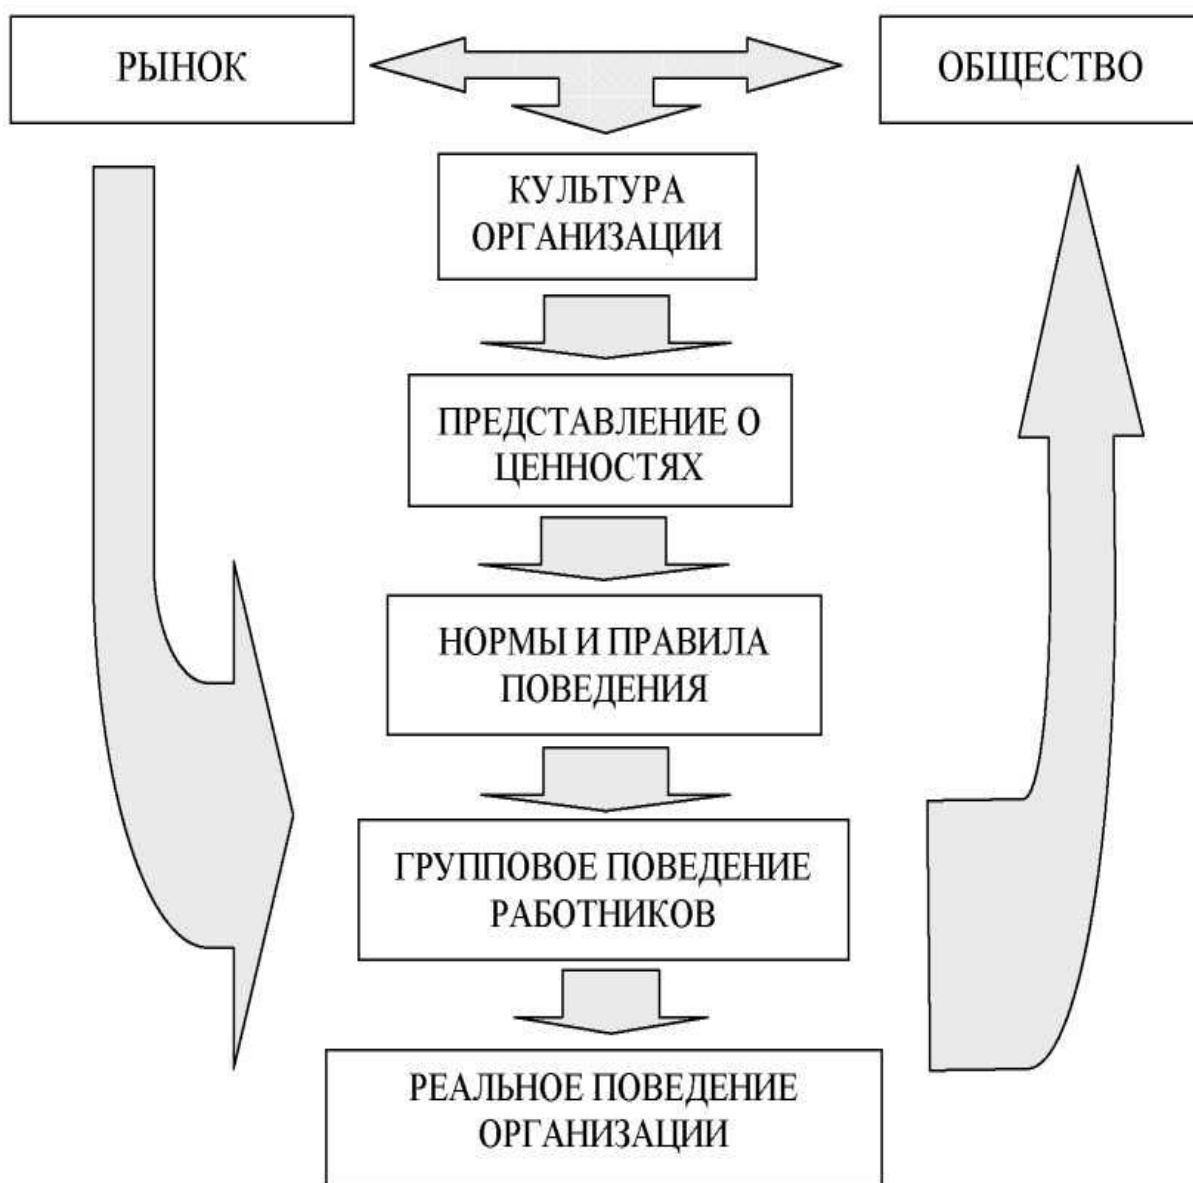 РЫНОК
ОБЩЕСТВО
КУЛЬТУРА
ОРГАНИЗАЦИИ
ПРЕДСТАВЛЕНИЕ О
ЦЕННОСТЯХ
НОРМЫ И ПРАВИЛА
ПОВЕДЕНИЯ
ГРУППОВОЕ ПОВЕДЕНИЕ
РАБОТНИКОВ
РЕАЛЬНОЕ ПОВЕДЕНИЕ
ОРГАНИЗАЦИИ